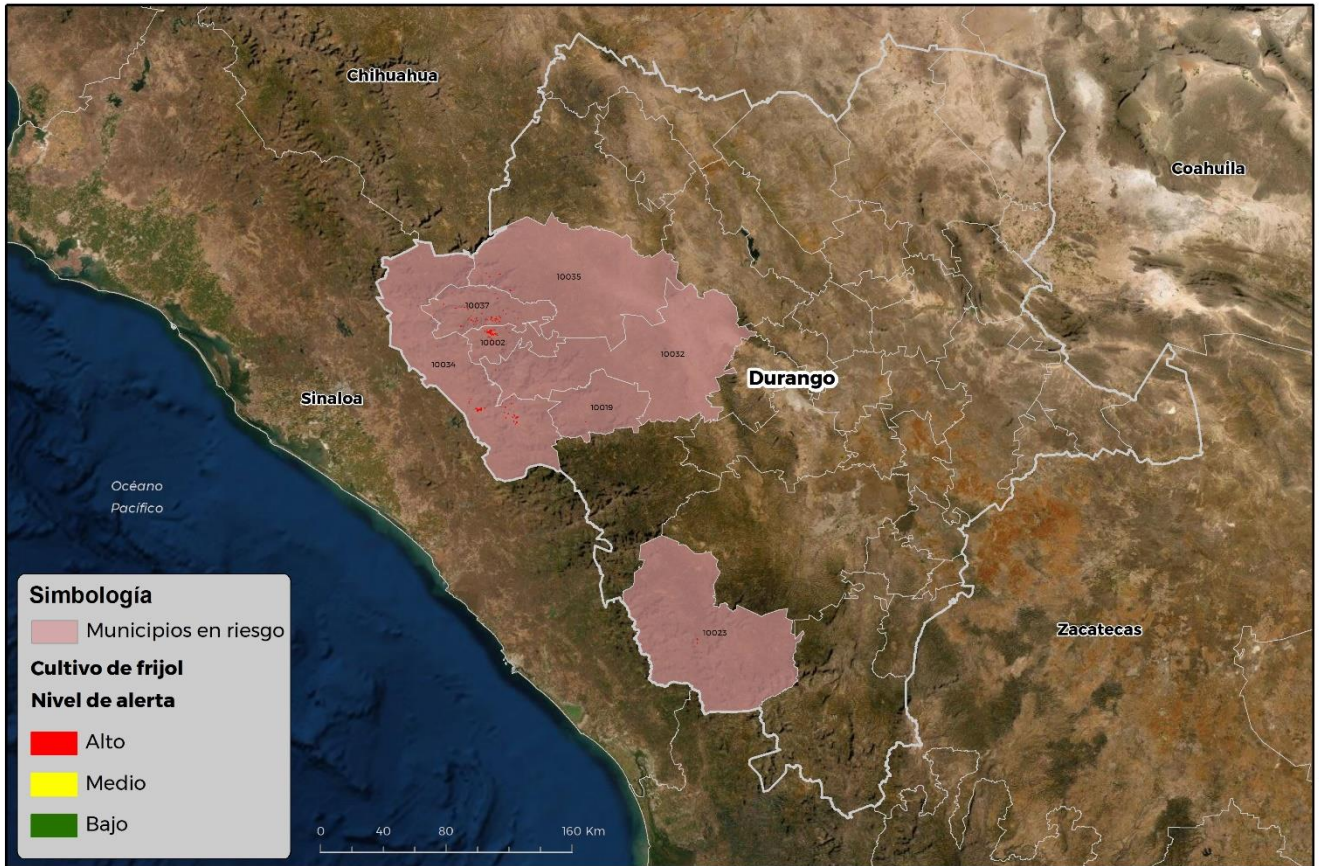 Chihuahua
Coahuila
10035
10037
10002
10034
10032
Durango
Sinaloa
10019
Océano
Pacífico
10023
Zacatecas
Simbología
Municipios en riesgo
Cultivo de frijol
Nivel de alerta
Alto
Medio
Bajo
0 40 80 160 Km